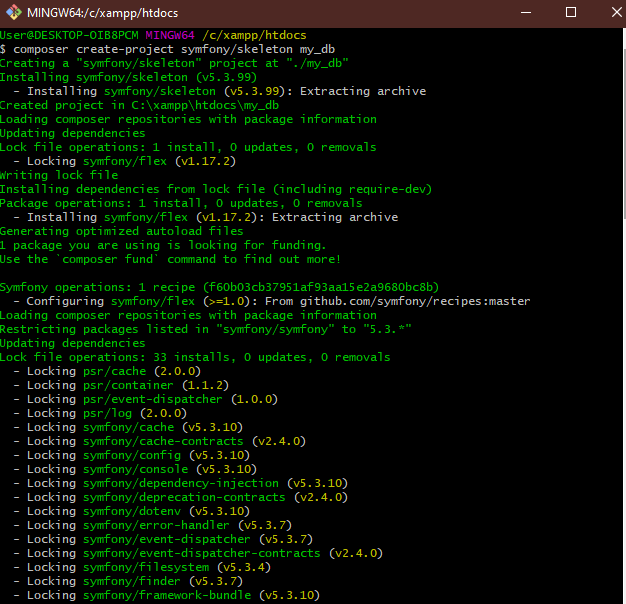 MINGW64:/c/xampp/htdocs
User@DESKTOP-OIB8PCM MINGW64 /c/xampp/htdocs
$ composer create-project symfony/skeleton my_db
Creating a "symfony/skeleton" project at "./my_db"
Installing symfony/skeleton (v5.3.99)
  - Installing symfony/skeleton (v5.3.99): Extracting archive
Created project in C:\xampp\htdocs\my_db
Loading composer repositories with package information
Updating dependencies
Lock file operations: 1 install, 0 updates, 0 removals
  - Locking symfony/flex (v1.17.2)
Writing lock file
Installing dependencies from lock file (including require-dev)
Package operations: 1 install, 0 updates, 0 removals
  - Installing symfony/flex (v1.17.2): Extracting archive
Generating optimized autoload files
1 package you are using is looking for funding.
Use the `composer fund` command to find out more!

Symfony operations: 1 recipe (f60b03cb37951af93aa15e2a9680bc8b)
  - Configuring symfony/flex (>=1.0): From github.com/symfony/recipes:master
Loading composer repositories with package information
Restricting packages listed in "symfony/symfony" to "5.3.*"
Updating dependencies
Lock file operations: 33 installs, 0 updates, 0 removals
  - Locking psr/cache (2.0.0)
  - Locking psr/container (1.1.2)
  - Locking psr/event-dispatcher (1.0.0)
  - Locking psr/log (2.0.0)
  - Locking symfony/cache (v5.3.10)
  - Locking symfony/cache-contracts (v2.4.0)
  - Locking symfony/config (v5.3.10)
  - Locking symfony/console (v5.3.10)
  - Locking symfony/dependency-injection (v5.3.10)
  - Locking symfony/deprecation-contracts (v2.4.0)
  - Locking symfony/dotenv (v5.3.10)
  - Locking symfony/error-handler (v5.3.7)
  - Locking symfony/event-dispatcher (v5.3.7)
  - Locking symfony/event-dispatcher-contracts (v2.4.0)
  - Locking symfony/filesystem (v5.3.4)
  - Locking symfony/finder (v5.3.7)
  - Locking symfony/framework-bundle (v5.3.10)